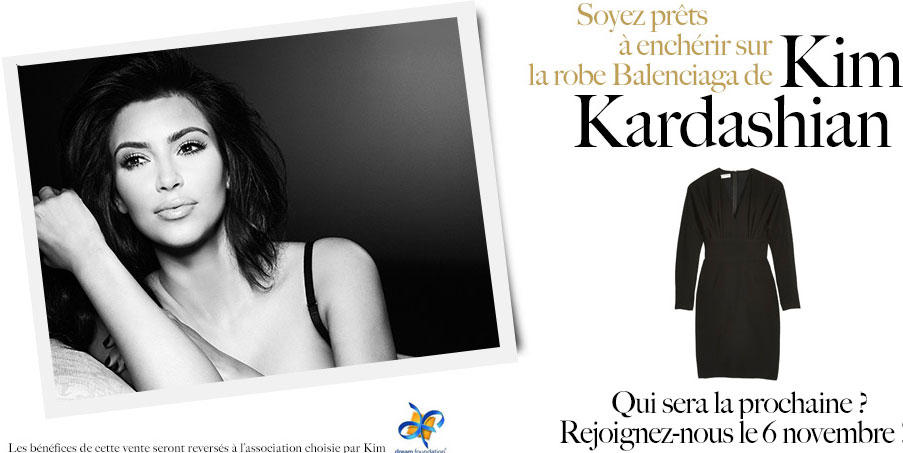 Soyez prêts
à enchérir sur
la robe Balenciaga de Kim
Kardashian
Qui sera la prochaine ?
Rejoignez-nous le 6 novembre
Les bénéfices de cette vente seront reversés à l'association choisie par Kim
dream foundation